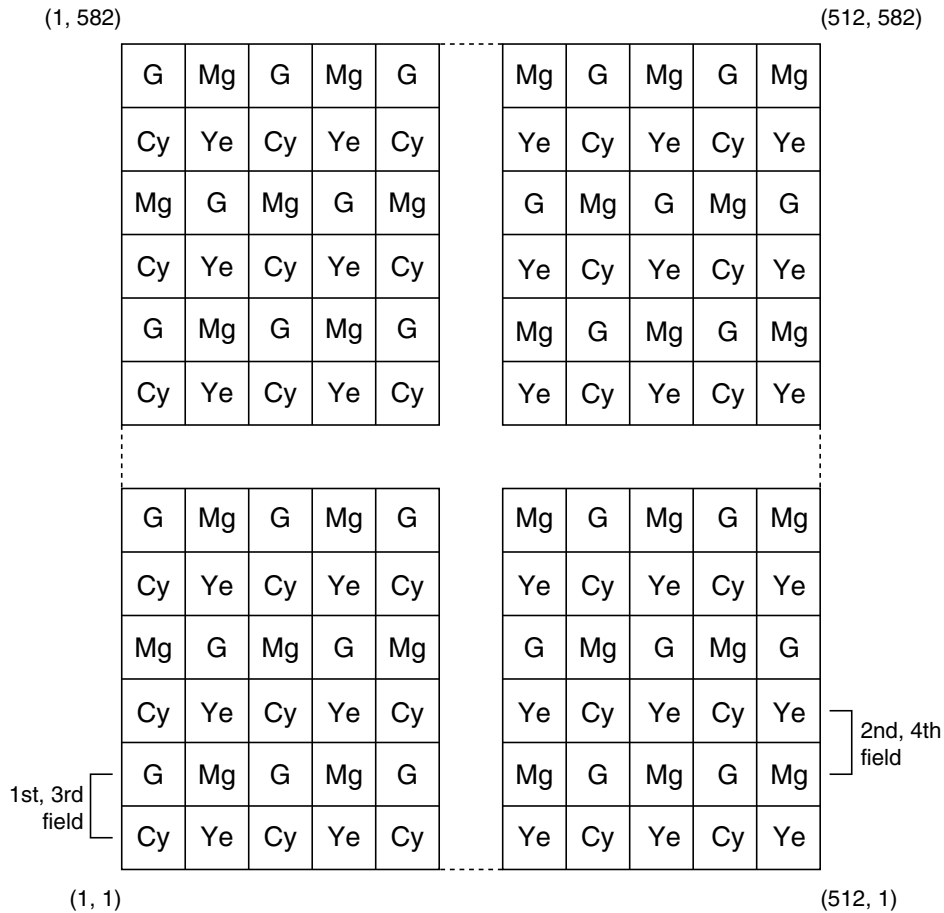 (1, 582) (512, 582)
G Mg G Mg G Mg G Mg G Mg
Cy Ye Cy Ye Cy Ye Cy Ye Cy Ye
Mg G Mg G Mg G Mg G Mg G
Cy Ye Cy Ye Cy Ye Cy Ye Cy Ye
G Mg G Mg G Mg G Mg G Mg
Cy Ye Cy Ye Cy Ye Cy Ye Cy Ye
G Mg G Mg G Mg G Mg G Mg
Cy Ye Cy Ye Cy Ye Cy Ye Cy Ye
Mg G Mg G Mg G Mg G Mg G
Cy Ye Cy Ye Cy Ye Cy Ye Cy Ye
2nd, 4th
field
G Mg G Mg G Mg G Mg G Mg
1st, 3rd
field
Cy Ye Cy Ye Cy Ye Cy Ye Cy Ye
(1, 1) (512, 1)